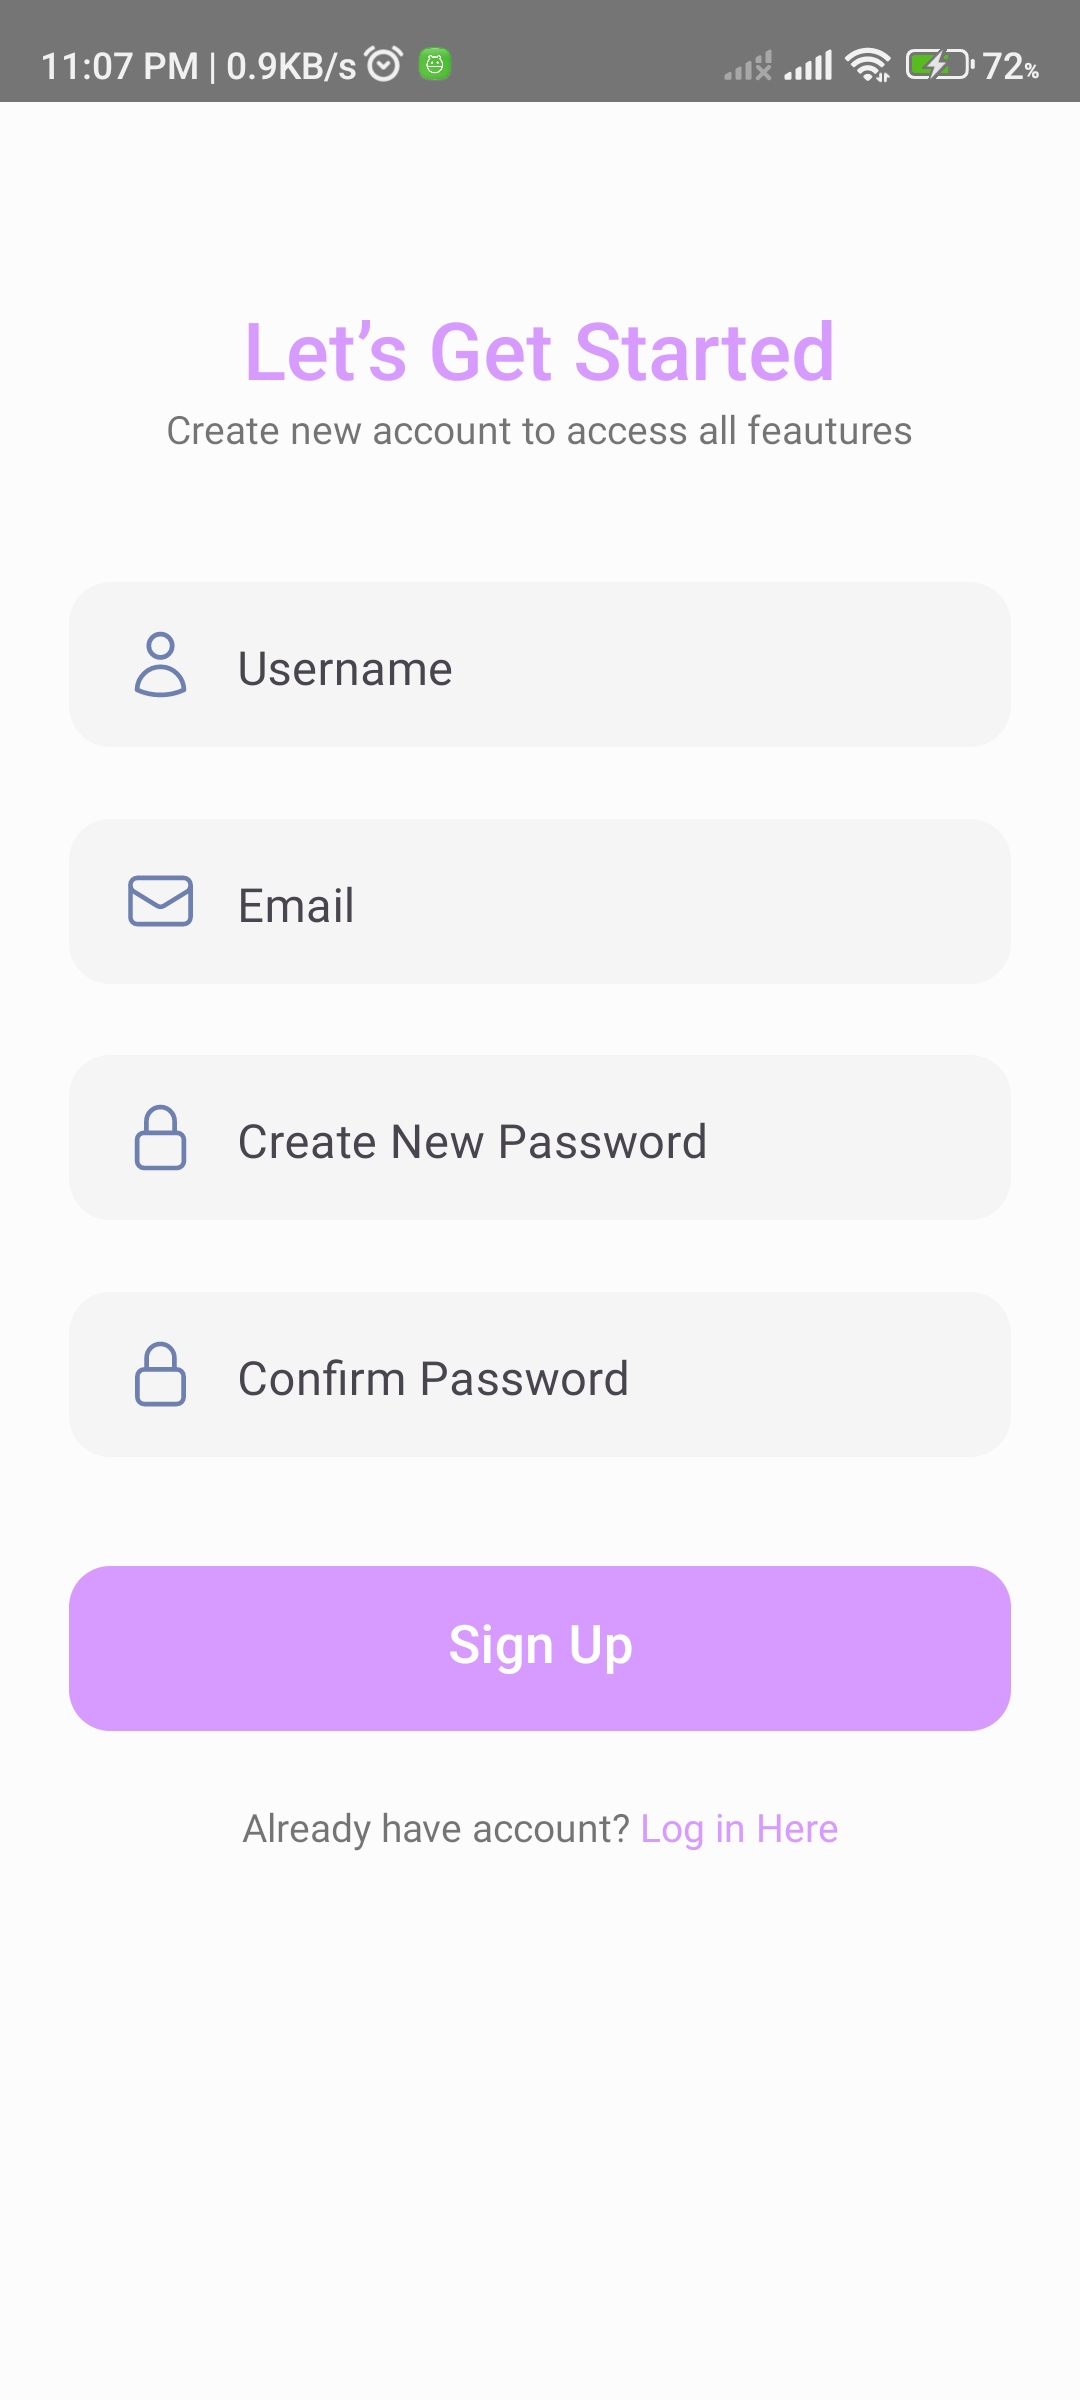 11:07 PM | 0.9KB/s 72%
Let’s Get Started
Create new account to access all feautures
Username
Email
Create New Password
Confirm Password
Sign Up
Already have account? Log in Here